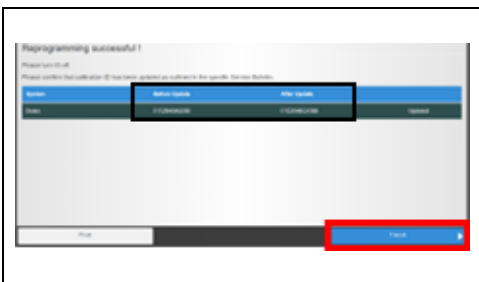 Reprogramming successful !
Please turn IG off.
Please confirm that calibration ID has been updated as outlined in the specific Service Bulletin.
System Before Update After Update
Updated
Print Finish